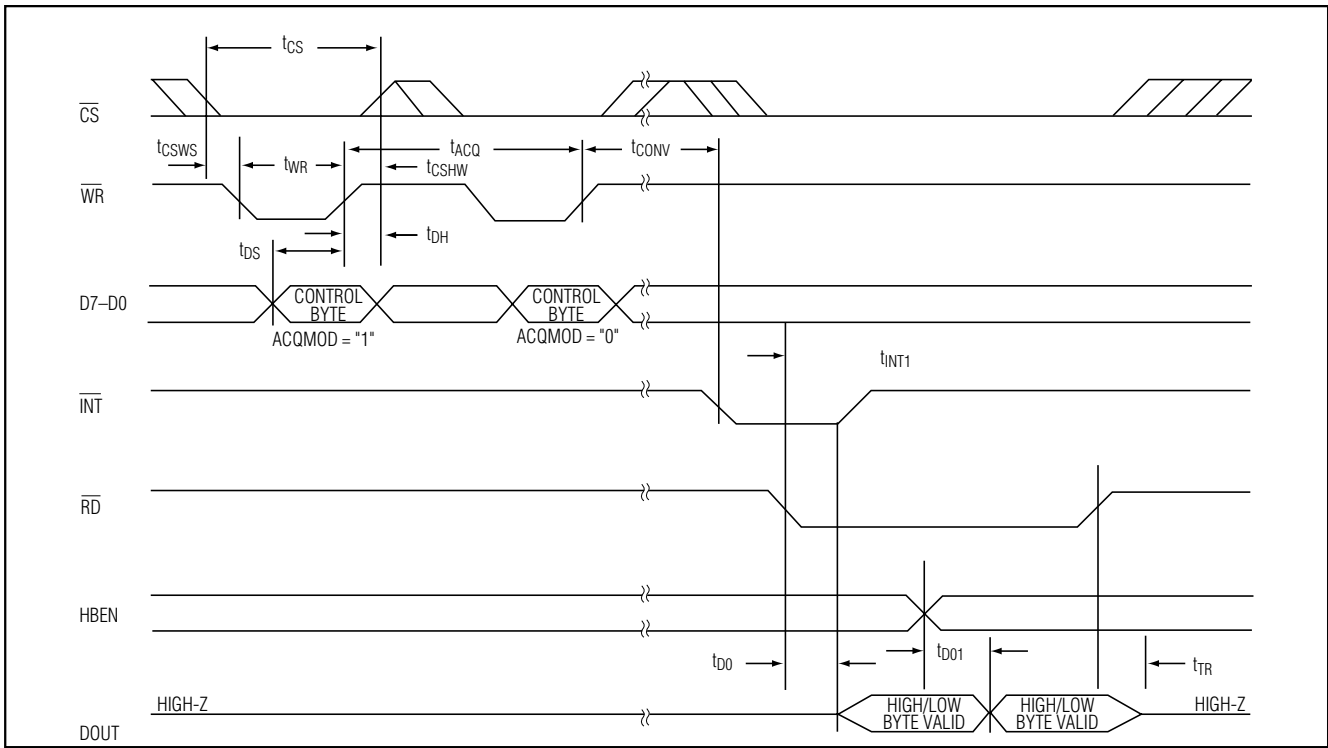 tCS
CS
tCSWS
tWR
tACQ
tCSHW
tCONV
WR
tDS
tDH
D7–D0
CONTROL
BYTE
CONTROL
BYTE
ACQMOD = "1"
ACQMOD = "0"
tINT1
INT
RD
HBEN
tD0
tD01
tTR
HIGH-Z
HIGH/LOW
BYTE VALID
HIGH/LOW
BYTE VALID
HIGH-Z
DOUT